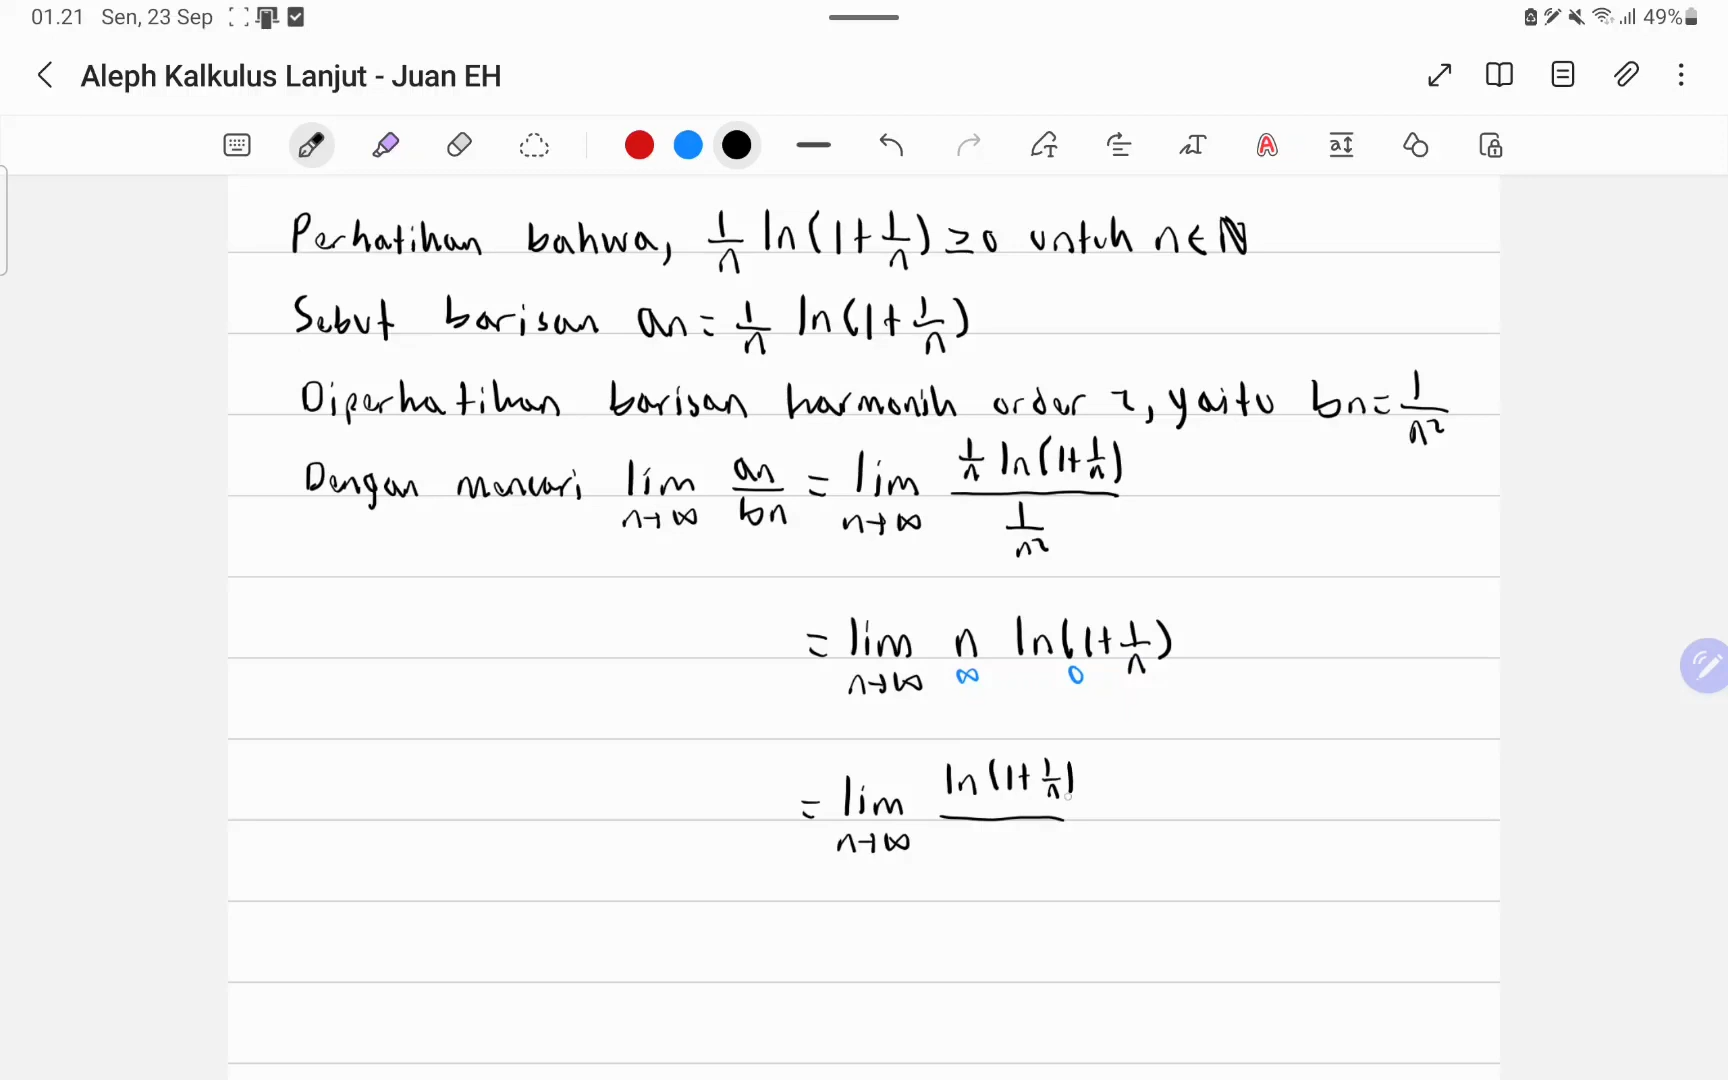 01.21 Sen, 23 Sep 49%
Aleph Kalkulus Lanjut - Juan EH
Perhatikan bahwa, 1/n ln(1+1/n) ≥0 untuk n∈ℕ
Sebut barisan an = 1/n ln(1+1/n)
Diperhatikan barisan harmonik order 2, yaitu bn = 1/n²
Dengan mencari lim n→∞ an/bn = lim n→∞ (1/n ln(1+1/n))/(1/n²)
= lim n→∞ n ln(1+1/n)
∞ 0
= lim n→∞ ln(1+1/n)